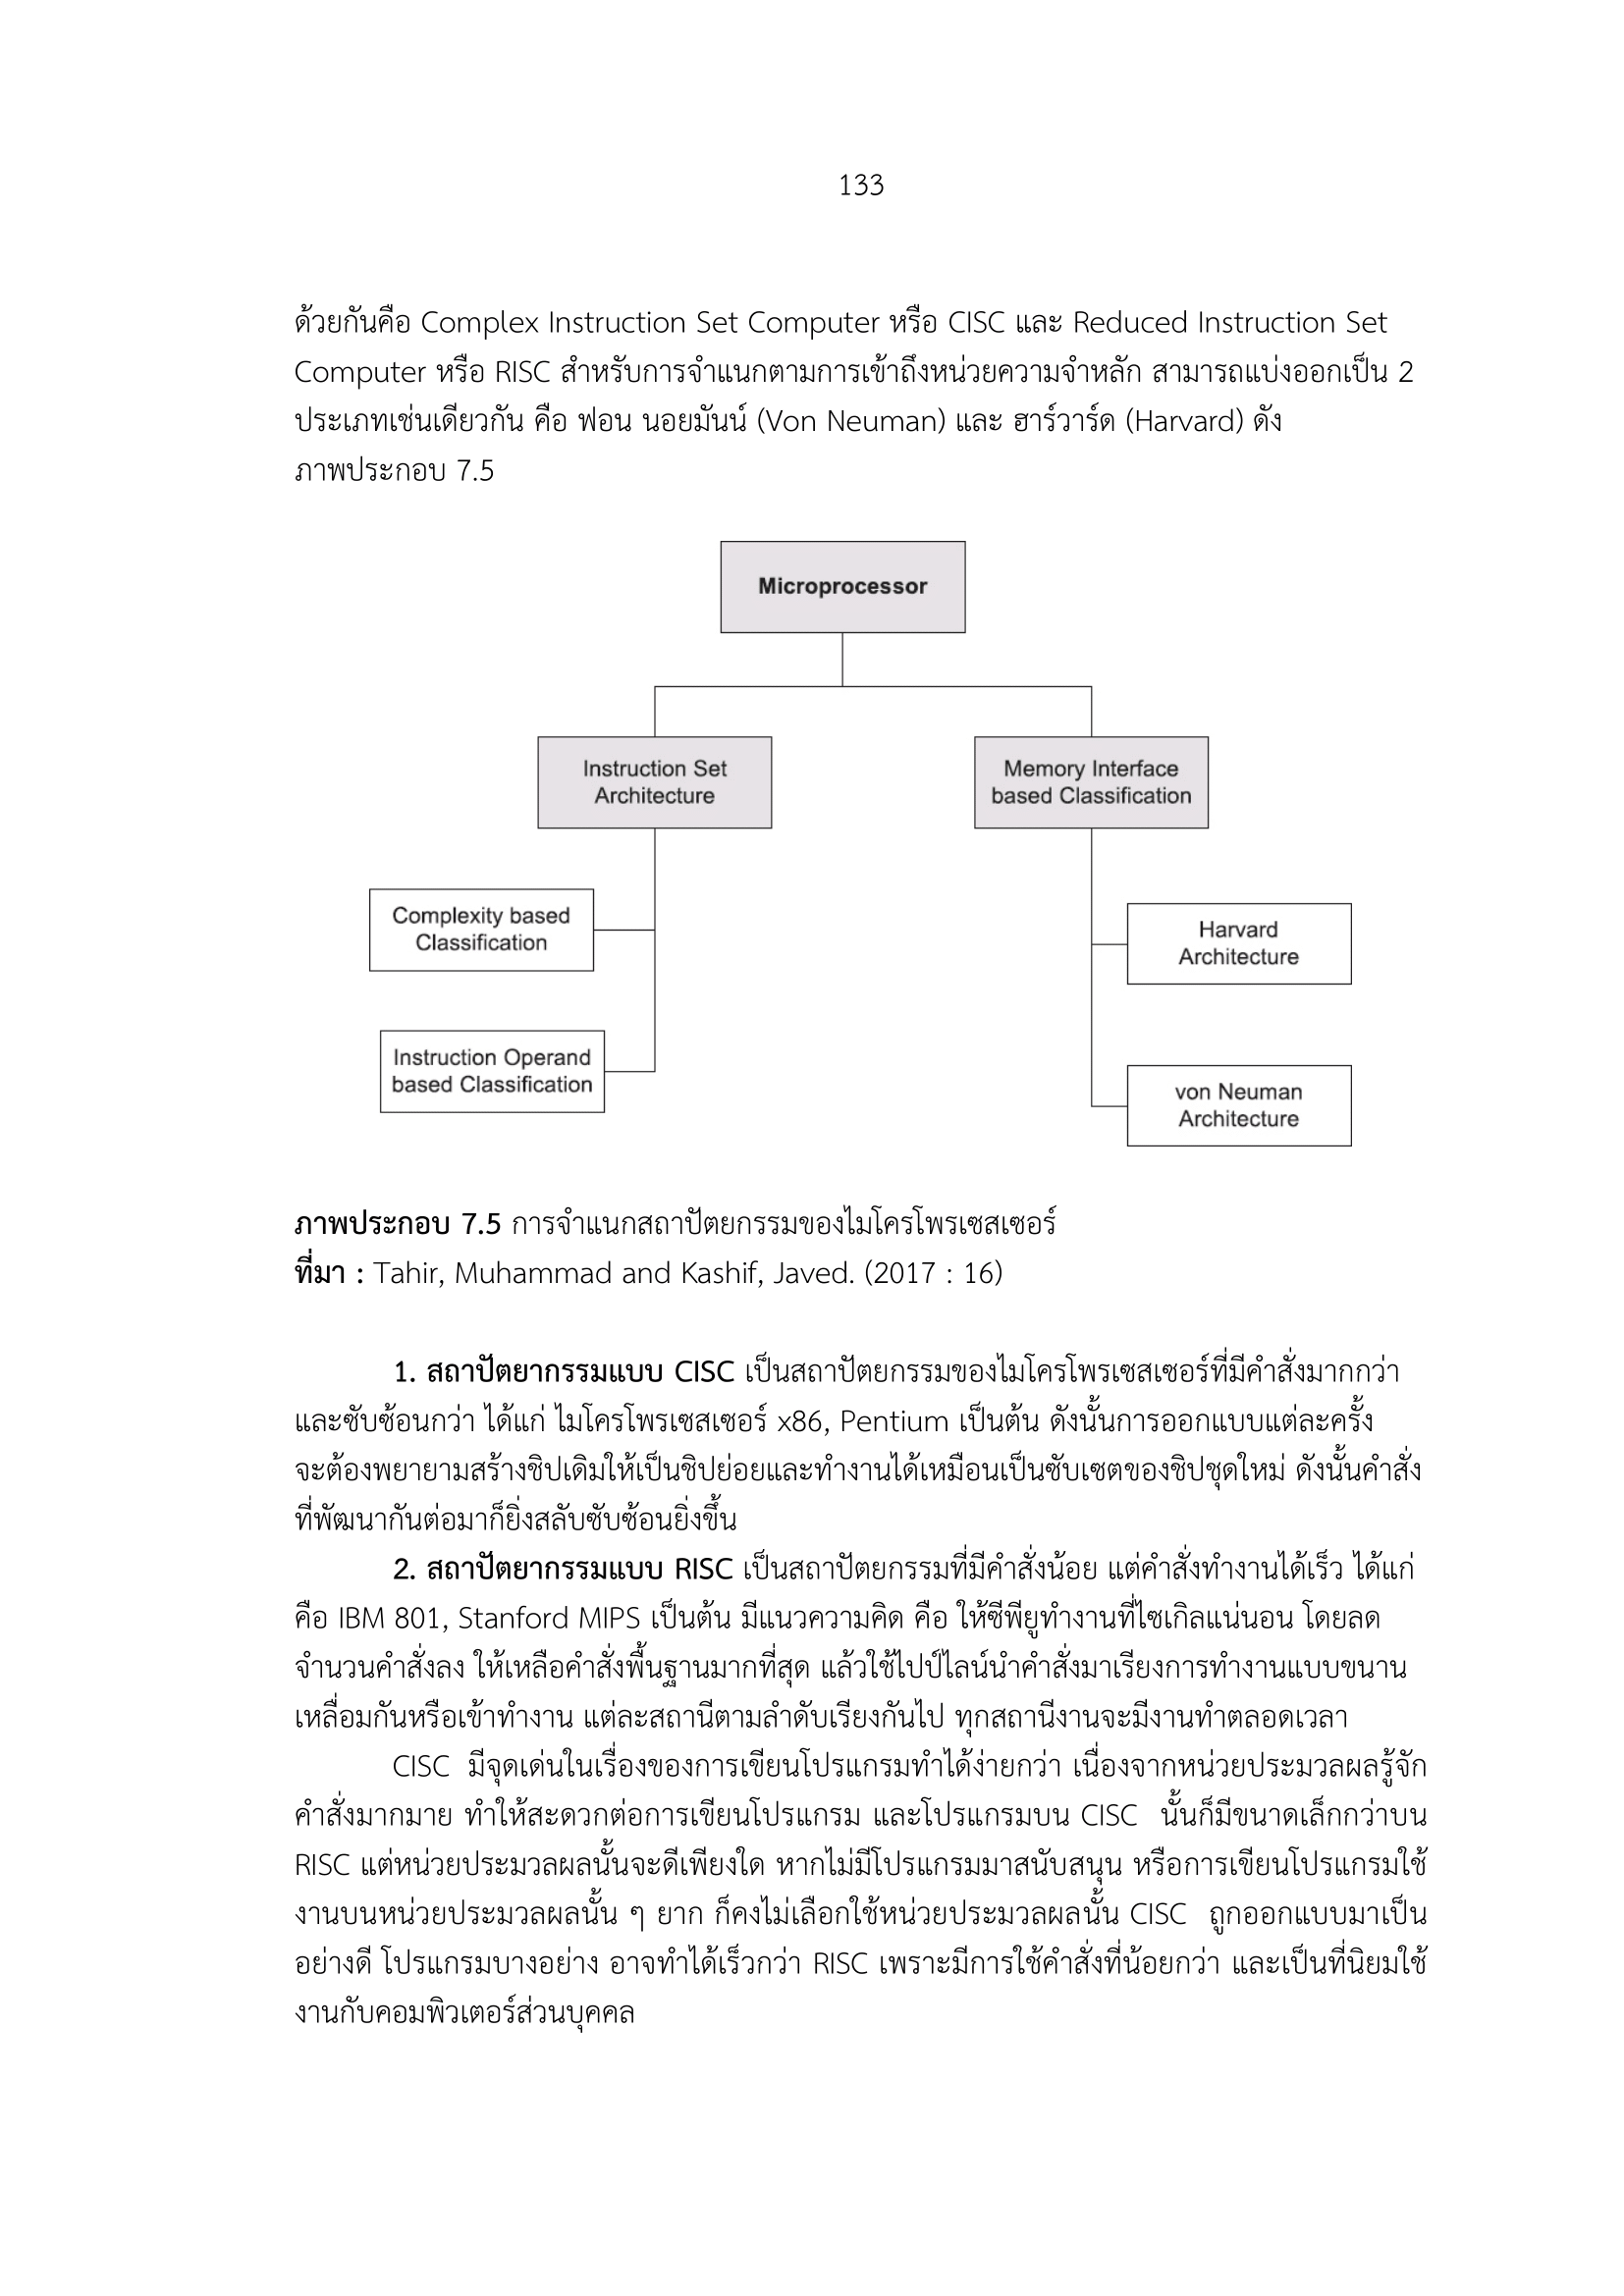 133
ด้วยกันคือ Complex Instruction Set Computer หรือ CISC และ Reduced Instruction Set
Computer หรือ RISC สำหรับการจำแนกตามการเข้าถึงหน่วยความจำหลัก สามารถแบ่งออกเป็น 2
ประเภทเช่นเดียวกัน คือ ฟอน นอยมันน์ (Von Neuman) และ ฮาร์วาร์ด (Harvard) ดัง
ภาพประกอบ 7.5
Microprocessor
Instruction Set
Architecture
Memory Interface
based Classification
Complexity based
Classification
Harvard
Architecture
Instruction Operand
based Classification
von Neuman
Architecture
ภาพประกอบ 7.5 การจำแนกสถาปัตยกรรมของไมโครโพรเซสเซอร์
ที่มา : Tahir, Muhammad and Kashif, Javed. (2017 : 16)
1. สถาปัตยากรรมแบบ CISC เป็นสถาปัตยกรรมของไมโครโพรเซสเซอร์ที่มีคำสั่งมากกว่า
และซับซ้อนกว่า ได้แก่ ไมโครโพรเซสเซอร์ x86, Pentium เป็นต้น ดังนั้นการออกแบบแต่ละครั้ง
จะต้องพยายามสร้างชิปเดิมให้เป็นชิปย่อยและทำงานได้เหมือนเป็นซับเซตของชิปชุดใหม่ ดังนั้นคำสั่ง
ที่พัฒนากันต่อมาก็ยิ่งสลับซับซ้อนยิ่งขึ้น
2. สถาปัตยากรรมแบบ RISC เป็นสถาปัตยกรรมที่มีคำสั่งน้อย แต่คำสั่งทำงานได้เร็ว ได้แก่
คือ IBM 801, Stanford MIPS เป็นต้น มีแนวความคิด คือ ให้ซีพียูทำงานที่ไซเกิลแน่นอน โดยลด
จำนวนคำสั่งลง ให้เหลือคำสั่งพื้นฐานมากที่สุด แล้วใช้ไปป์ไลน์นำคำสั่งมาเรียงการทำงานแบบขนาน
เหลื่อมกันหรือเข้าทำงาน แต่ละสถานีตามลำดับเรียงกันไป ทุกสถานีงานจะมีงานทำตลอดเวลา
CISC มีจุดเด่นในเรื่องของการเขียนโปรแกรมทำได้ง่ายกว่า เนื่องจากหน่วยประมวลผลรู้จัก
คำสั่งมากมาย ทำให้สะดวกต่อการเขียนโปรแกรม และโปรแกรมบน CISC นั้นก็มีขนาดเล็กกว่าบน
RISC แต่หน่วยประมวลผลนั้นจะดีเพียงใด หากไม่มีโปรแกรมมาสนับสนุน หรือการเขียนโปรแกรมใช้
งานบนหน่วยประมวลผลนั้น ๆ ยาก ก็คงไม่เลือกใช้หน่วยประมวลผลนั้น CISC ถูกออกแบบมาเป็น
อย่างดี โปรแกรมบางอย่าง อาจทำได้เร็วกว่า RISC เพราะมีการใช้คำสั่งที่น้อยกว่า และเป็นที่นิยมใช้
งานกับคอมพิวเตอร์ส่วนบุคคล